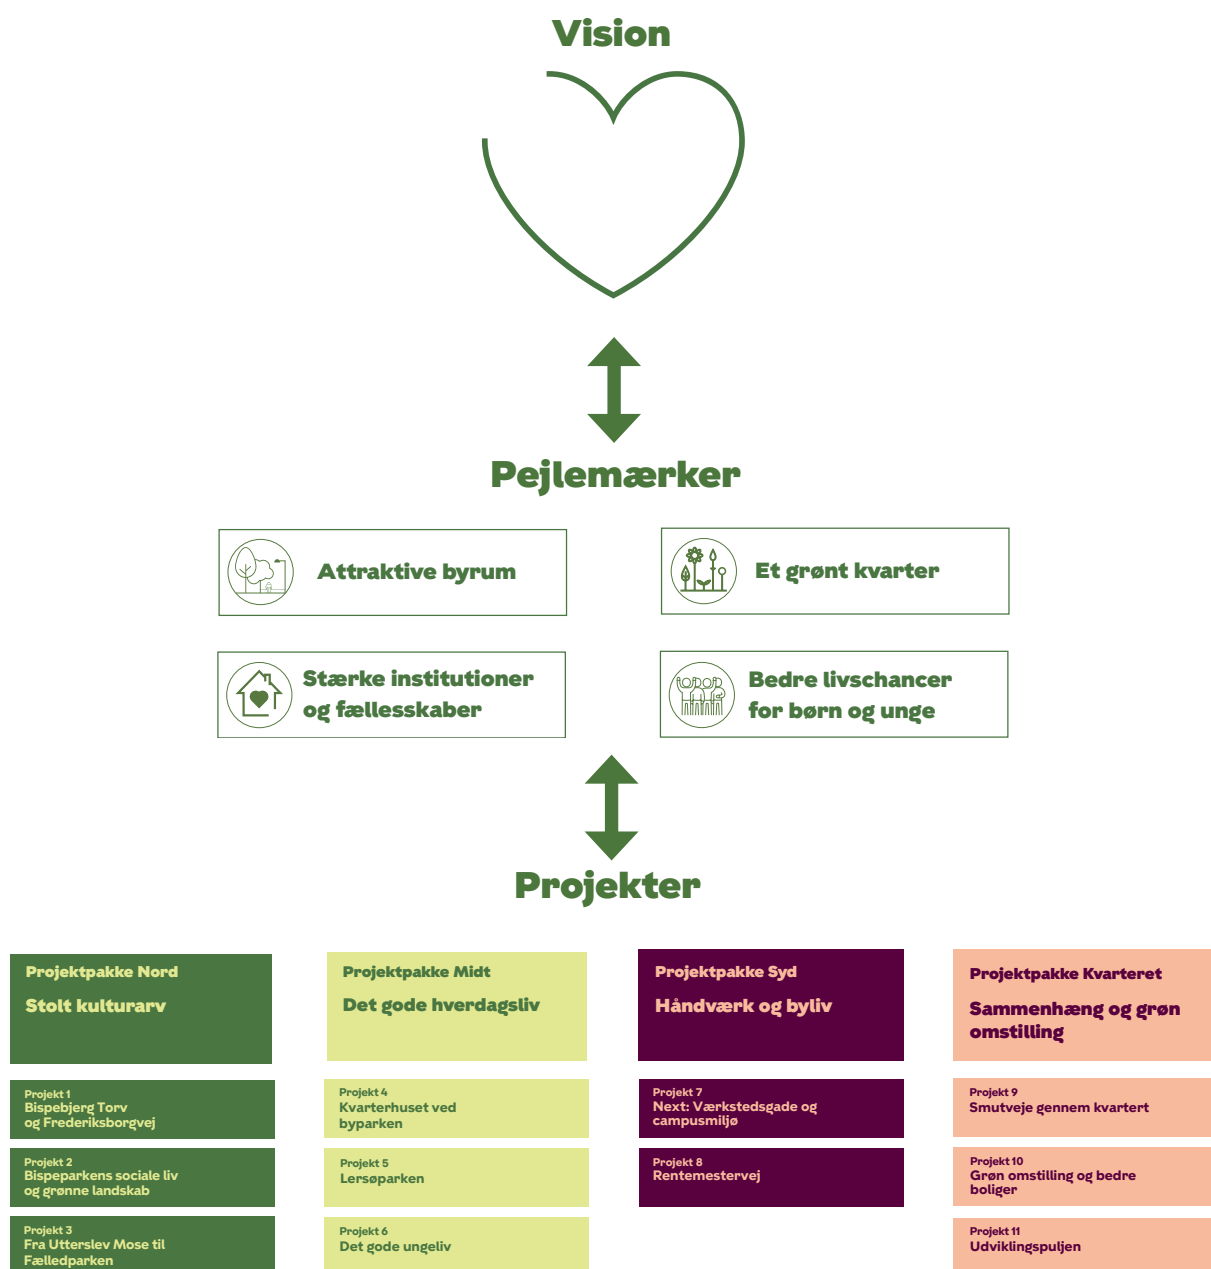 Vision
Pejlemærker
Attraktive byrum
Et grønt kvarter
Stærke institutioner
og fællesskaber
Bedre livschancer
for børn og unge
Projekter
Projektpakke Nord
Stolt kulturarv
Projekt 1
Bispebjerg Torv
og Frederiksborgvej
Projekt 2
Bispeparkens sociale liv
og grønne landskab
Projekt 3
Fra Utterslev Mose til
Fælledparken
Projektpakke Midt
Det gode hverdagsliv
Projekt 4
Kvarterhuset ved
byparken
Projekt 5
Lersøparken
Projekt 6
Det gode ungeliv
Projektpakke Syd
Håndværk og byliv
Projekt 7
Next: Værkstedsgade og
campusmiljø
Projekt 8
Rentemestervej
Projektpakke Kvarteret
Sammenhæng og grøn
omstilling
Projekt 9
Smutveje gennem kvartert
Projekt 10
Grøn omstilling og bedre
boliger
Projekt 11
Udviklingspuljen